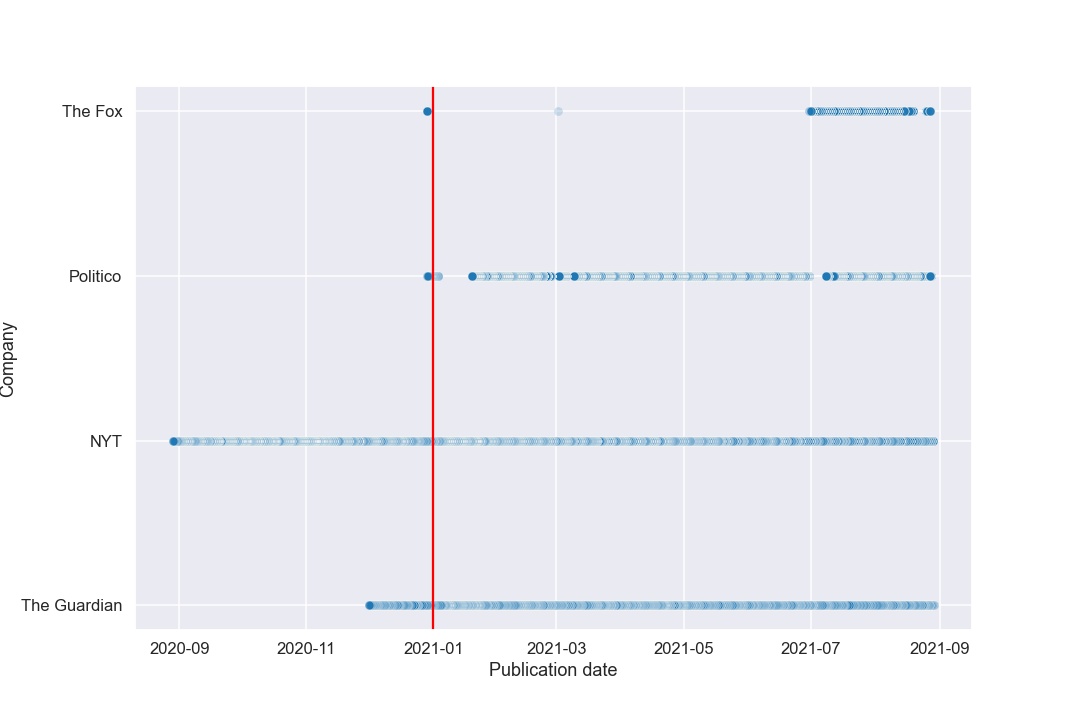 The Fox
Politico
NYT
The Guardian
Company
2020-09 2020-11 2021-01 2021-03 2021-05 2021-07 2021-09
Publication date